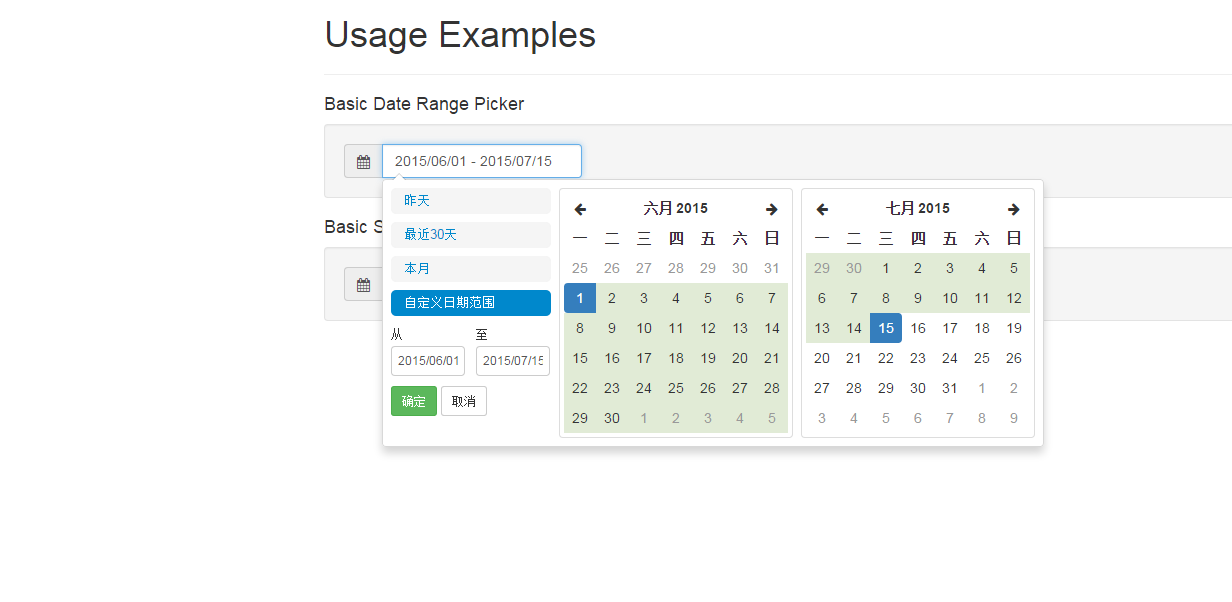 Usage Examples
Basic Date Range Picker
2015/06/01 - 2015/07/15
Basic S
昨天
最近30天
本月
自定义日期范围
从 至
2015/06/01 2015/07/15
确定 取消
六月 2015
一 二 三 四 五 六 日
25 26 27 28 29 30 31
1 2 3 4 5 6 7
8 9 10 11 12 13 14
15 16 17 18 19 20 21
22 23 24 25 26 27 28
29 30 1 2 3 4 5
七月 2015
一 二 三 四 五 六 日
29 30 1 2 3 4 5
6 7 8 9 10 11 12
13 14 15 16 17 18 19
20 21 22 23 24 25 26
27 28 29 30 31 1 2
3 4 5 6 7 8 9